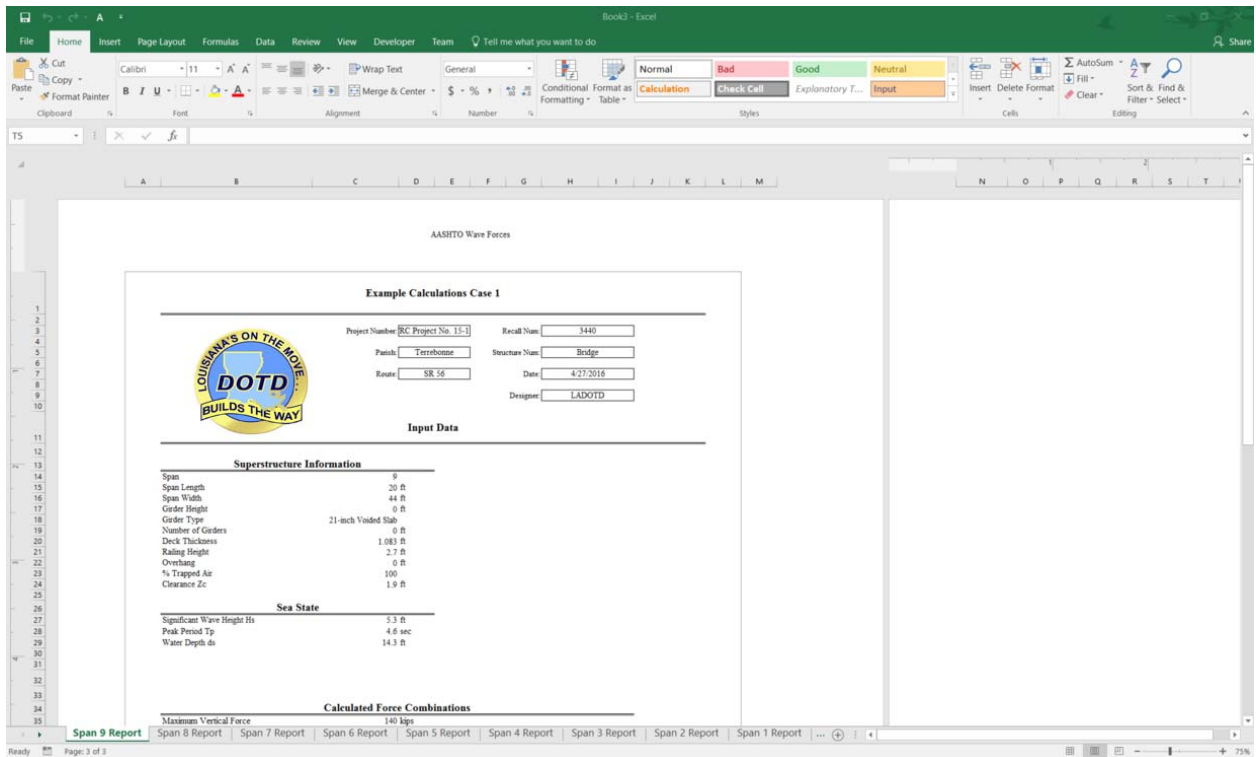 Book3 - Excel
File Home Insert Page Layout Formulas Data Review View Developer Team Tell me what you want to do Share
Cut
Copy
Format Painter
Paste
Calibri 11
Wrap Text
Merge & Center
General
Conditional Formatting
Format as Table
Normal Bad Good Neutral
Calculation Check Cell Explanatory T... Input
Insert Delete Format
AutoSum
Fill
Clear
Sort & Filter
Find & Select
Clipboard Font Alignment Number Styles Cells Editing
T5 fx
A B C D E F G H I J K L M N O P Q R S T
AASHTO Wave Forces
Example Calculations Case 1
LOUISIANA'S ON THE MOVE...
DOTD
BUILDS THE WAY
Project Number: RC Project No. 15-1 Recall Num: 3440
Parish: Terrebonne Structure Num: Bridge
Route: SR 56 Date: 4/27/2016
Designer: LADOTD
Input Data
Superstructure Information
Span 9
Span Length 20 ft
Span Width 44 ft
Girder Height 0 ft
Girder Type 21-inch Voided Slab
Number of Girders 0 ft
Deck Thickness 1.083 ft
Railing Height 2.7 ft
Overhang 0 ft
% Trapped Air 100
Clearance Zc 1.9 ft
Sea State
Significant Wave Height Hs 5.3 ft
Peak Period Tp 4.6 sec
Water Depth ds 14.3 ft
Calculated Force Combinations
Maximum Vertical Force 140 kips
Span 9 Report Span 8 Report Span 7 Report Span 6 Report Span 5 Report Span 4 Report Span 3 Report Span 2 Report Span 1 Report ...
Ready Page: 3 of 3 75%